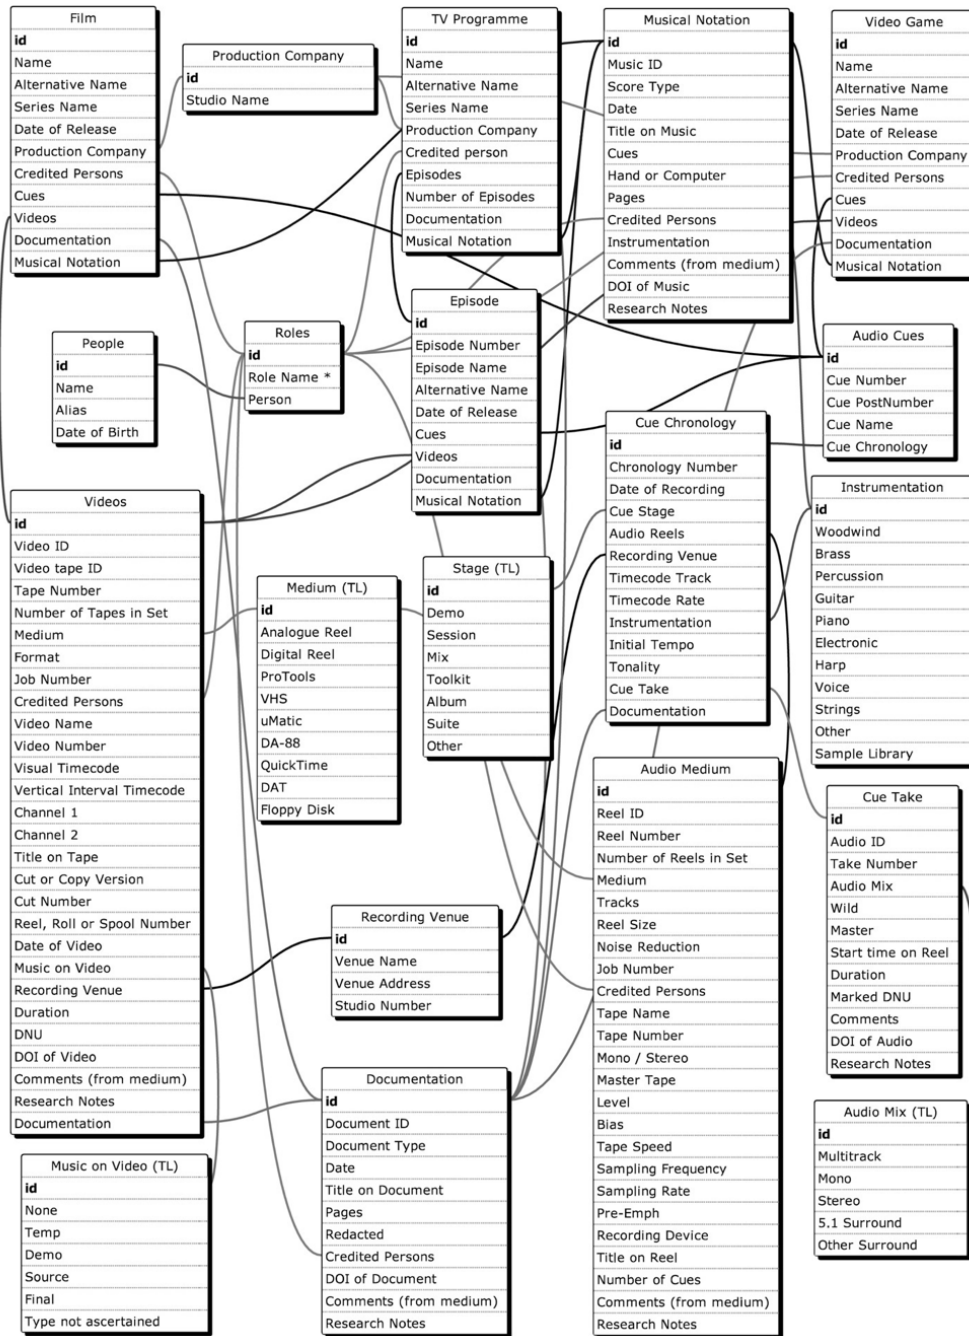 Film
id
Name
Alternative Name
Series Name
Date of Release
Production Company
Credited Persons
Cues
Videos
Documentation
Musical Notation
Production Company
id
Studio Name
TV Programme
id
Name
Alternative Name
Series Name
Production Company
Credited person
Episodes
Number of Episodes
Documentation
Musical Notation
Musical Notation
id
Music ID
Score Type
Date
Title on Music
Cues
Hand or Computer
Pages
Credited Persons
Instrumentation
Comments (from medium)
DOI of Music
Research Notes
Video Game
id
Name
Alternative Name
Series Name
Date of Release
Production Company
Credited Persons
Cues
Videos
Documentation
Musical Notation
People
id
Name
Alias
Date of Birth
Roles
id
Role Name *
Person
Episode
id
Episode Number
Episode Name
Alternative Name
Date of Release
Cues
Videos
Documentation
Musical Notation
Audio Cues
id
Cue Number
Cue PostNumber
Cue Name
Cue Chronology
Cue Chronology
id
Chronology Number
Date of Recording
Cue Stage
Audio Reels
Recording Venue
Timecode Track
Timecode Rate
Instrumentation
Initial Tempo
Tonality
Cue Take
Documentation
Instrumentation
id
Woodwind
Brass
Percussion
Guitar
Piano
Electronic
Harp
Voice
Strings
Other
Sample Library
Videos
id
Video ID
Video tape ID
Tape Number
Number of Tapes in Set
Medium
Format
Job Number
Credited Persons
Video Name
Video Number
Visual Timecode
Vertical Interval Timecode
Channel 1
Channel 2
Title on Tape
Cut or Copy Version
Cut Number
Reel, Roll or Spool Number
Date of Video
Music on Video
Recording Venue
Duration
DNU
DOI of Video
Comments (from medium)
Research Notes
Documentation
Medium (TL)
id
Analogue Reel
Digital Reel
ProTools
VHS
uMatic
DA-88
QuickTime
DAT
Floppy Disk
Stage (TL)
id
Demo
Session
Mix
Toolkit
Album
Suite
Other
Audio Medium
id
Reel ID
Reel Number
Number of Reels in Set
Medium
Tracks
Reel Size
Noise Reduction
Job Number
Credited Persons
Tape Name
Tape Number
Mono / Stereo
Master Tape
Level
Bias
Tape Speed
Sampling Frequency
Sampling Rate
Pre-Emph
Recording Device
Title on Reel
Number of Cues
Comments (from medium)
Research Notes
Cue Take
id
Audio ID
Take Number
Audio Mix
Wild
Master
Start time on Reel
Duration
Marked DNU
Comments
DOI of Audio
Research Notes
Recording Venue
id
Venue Name
Venue Address
Studio Number
Documentation
id
Document ID
Document Type
Date
Title on Document
Pages
Redacted
Credited Persons
DOI of Document
Comments (from medium)
Research Notes
Audio Mix (TL)
id
Multitrack
Mono
Stereo
5.1 Surround
Other Surround
Music on Video (TL)
id
None
Temp
Demo
Source
Final
Type not ascertained